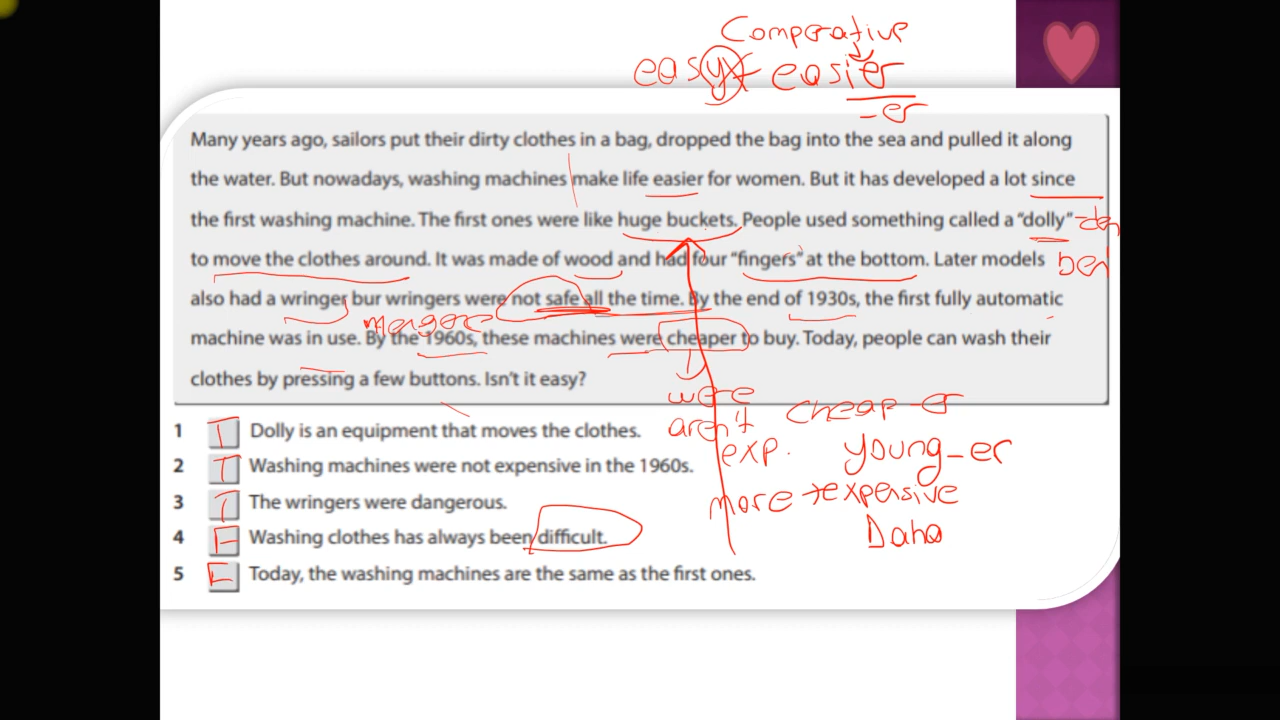 Comperative
easy easier
-er
Many years ago, sailors put their dirty clothes in a bag, dropped the bag into the sea and pulled it along
the water. But nowadays, washing machines make life easier for women. But it has developed a lot since
the first washing machine. The first ones were like huge buckets. People used something called a “dolly” -den
to move the clothes around. It was made of wood and had four “fingers” at the bottom. Later models beri
also had a wringer bur wringers were not safe all the time. By the end of 1930s, the first fully automatic
machine was in use. By the 1960s, these machines were cheaper to buy. Today, people can wash their
clothes by pressing a few buttons. Isn't it easy?
were
aren't
exp.
cheap-er
young-er
more + expensive
Daha
1 T Dolly is an equipment that moves the clothes.
2 T Washing machines were not expensive in the 1960s.
3 T The wringers were dangerous.
4 F Washing clothes has always been difficult.
5 F Today, the washing machines are the same as the first ones.